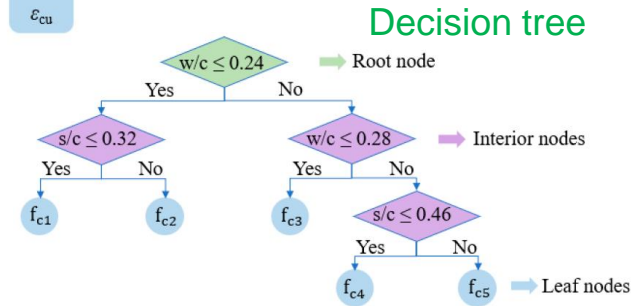 Decision tree
εcu
w/c ≤ 0.24
Root node
Yes
No
s/c ≤ 0.32
w/c ≤ 0.28
Interior nodes
Yes
No
Yes
No
fc1
fc2
fc3
s/c ≤ 0.46
Yes
No
fc4
fc5
Leaf nodes